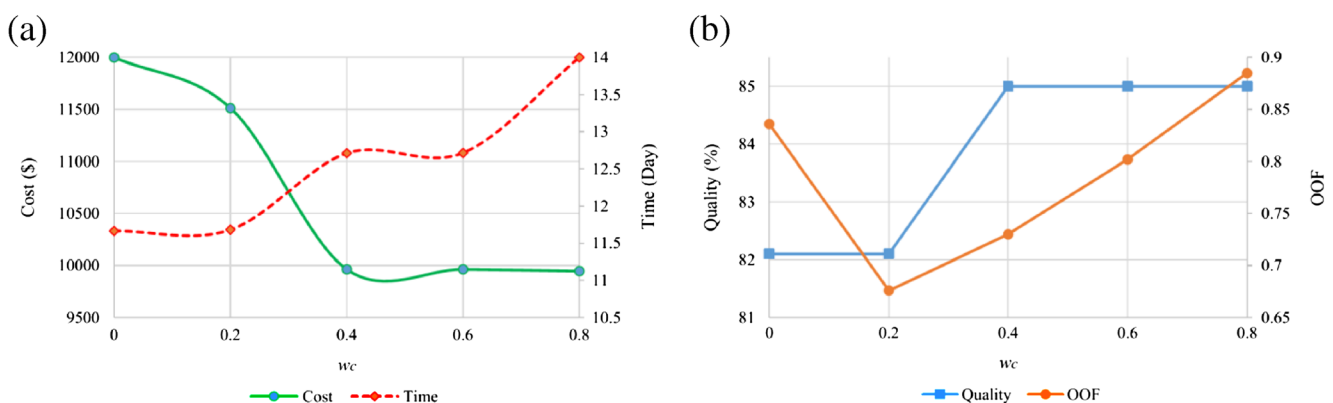 (a)
12000
11500
11000
10500
10000
9500
Cost ($)
14
13.5
13
12.5
12
11.5
11
10.5
Time (Day)
0 0.2 0.4 0.6 0.8
wc
Cost Time
(b)
85
84
83
82
81
Quality (%)
0.9
0.85
0.8
0.75
0.7
0.65
OOF
0 0.2 0.4 0.6 0.8
wc
Quality OOF